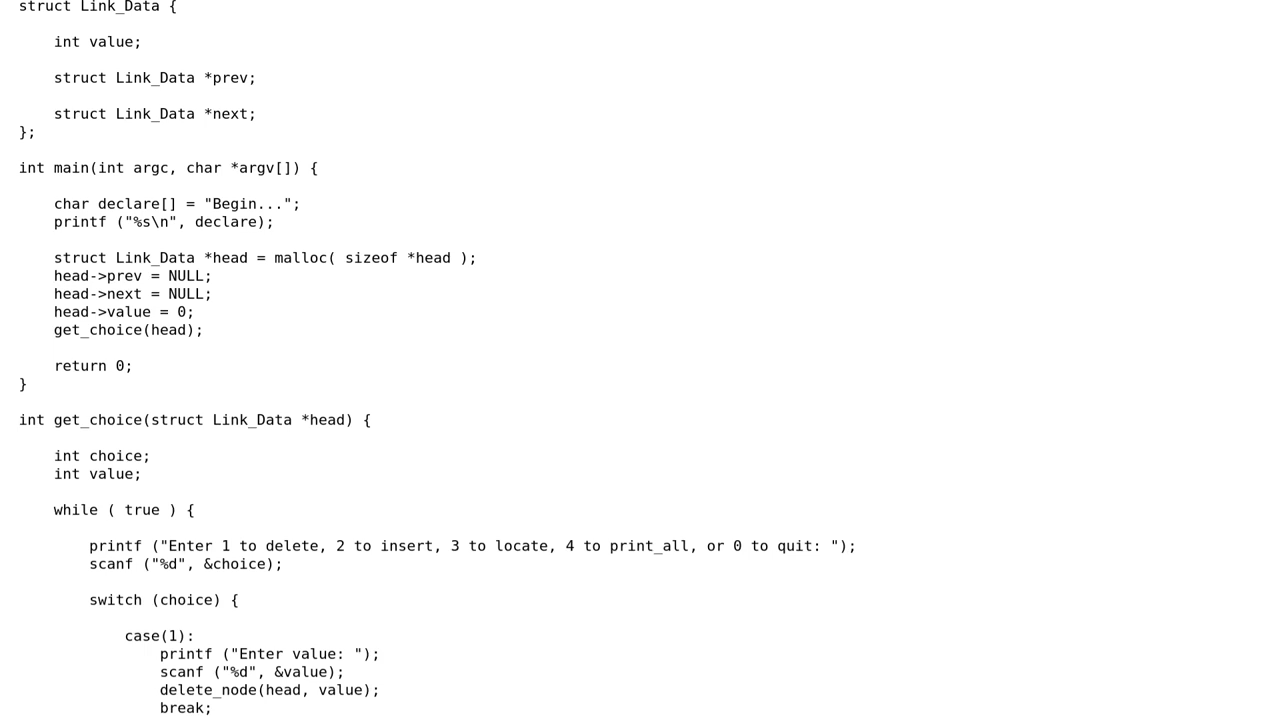 struct Link_Data {
    int value;
    struct Link_Data *prev;
    struct Link_Data *next;
};
int main(int argc, char *argv[]) {
    char declare[] = "Begin...";
    printf ("%s\n", declare);
    struct Link_Data *head = malloc( sizeof *head );
    head->prev = NULL;
    head->next = NULL;
    head->value = 0;
    get_choice(head);
    return 0;
}
int get_choice(struct Link_Data *head) {
    int choice;
    int value;
    while ( true ) {
        printf ("Enter 1 to delete, 2 to insert, 3 to locate, 4 to print_all, or 0 to quit: ");
        scanf ("%d", &choice);
        switch (choice) {
            case(1):
                printf ("Enter value: ");
                scanf ("%d", &value);
                delete_node(head, value);
                break;